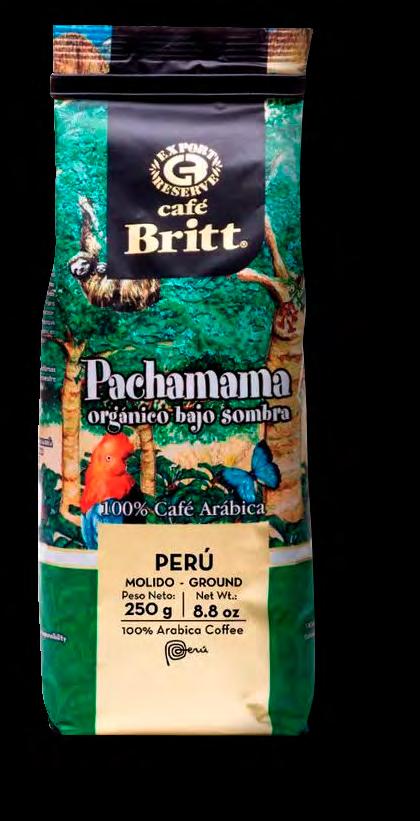 EXPORT
RESERVE
café
Britt®
Pachamama
orgánico bajo sombra
100% Café Arábica
PERÚ
MOLIDO - GROUND
Peso Neto: Net Wt.:
250 g 8.8 oz
100% Arabica Coffee
Perú